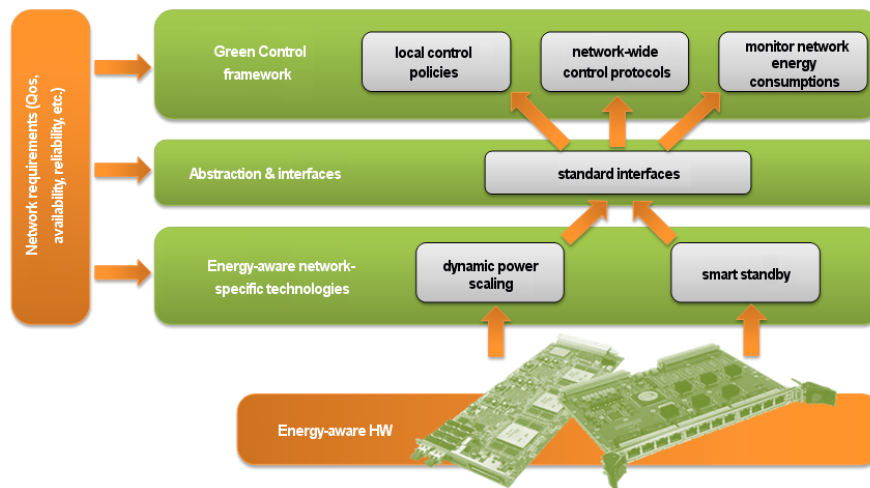 Network requirements (Qos,
availability, reliability, etc.)
Green Control
framework
local control
policies
network-wide
control protocols
monitor network
energy
consumptions
Abstraction & interfaces
standard interfaces
Energy-aware network-
specific technologies
dynamic power
scaling
smart standby
Energy-aware HW